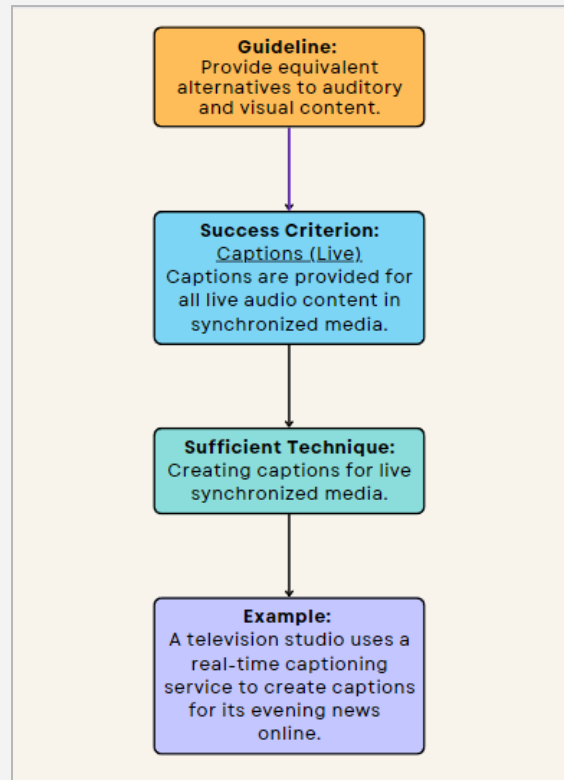 Guideline:
Provide equivalent
alternatives to auditory
and visual content.
Success Criterion:
Captions (Live)
Captions are provided for
all live audio content in
synchronized media.
Sufficient Technique:
Creating captions for live
synchronized media.
Example:
A television studio uses a
real-time captioning
service to create captions
for its evening news
online.